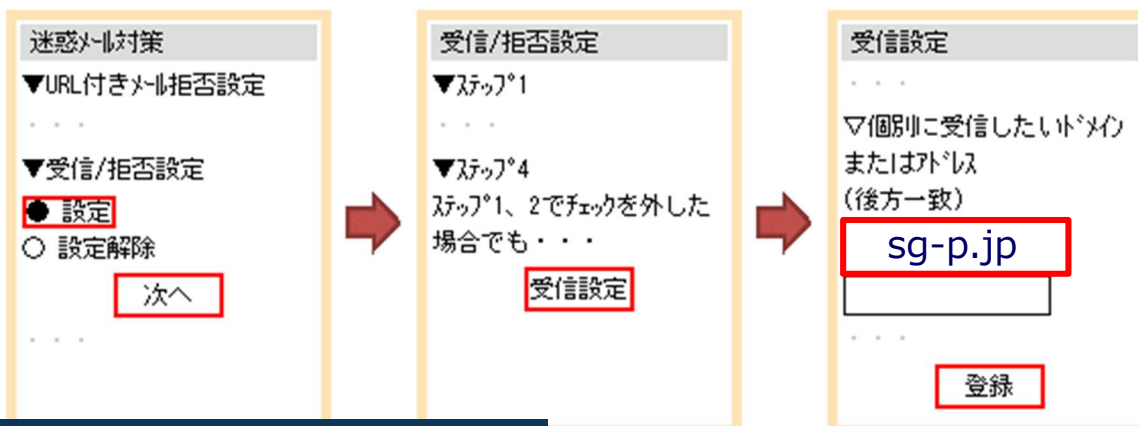 迷惑ﾒｰﾙ対策
▼URL付きﾒｰﾙ拒否設定
・・・
▼受信/拒否設定
● 設定
○ 設定解除
次へ
・・・
受信/拒否設定
▼ｽﾃｯﾌﾟ1
・・・
▼ｽﾃｯﾌﾟ4
ｽﾃｯﾌﾟ1、2でﾁｪｯｸを外した
場合でも・・・
受信設定
受信設定
・・・
▽個別に受信したいﾄﾞﾒｲﾝ
またはｱﾄﾞﾚｽ
(後方一致)
sg-p.jp
・・・
登録